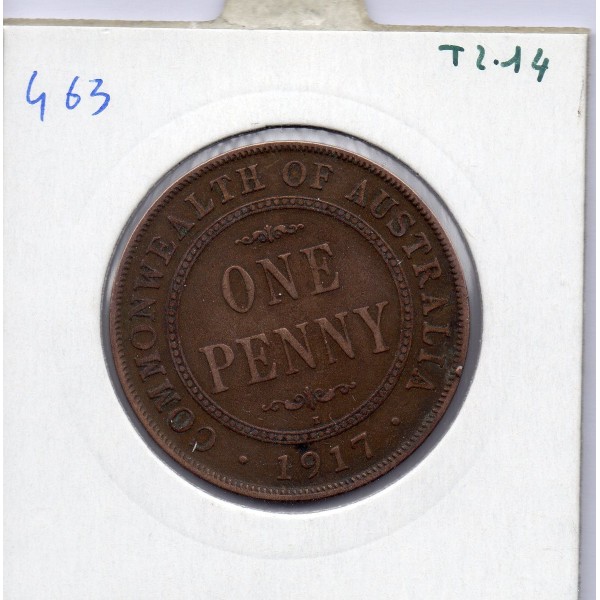 463
T2.14
COMMONWEALTH OF AUSTRALIA
ONE
PENNY
I
· 1917 ·